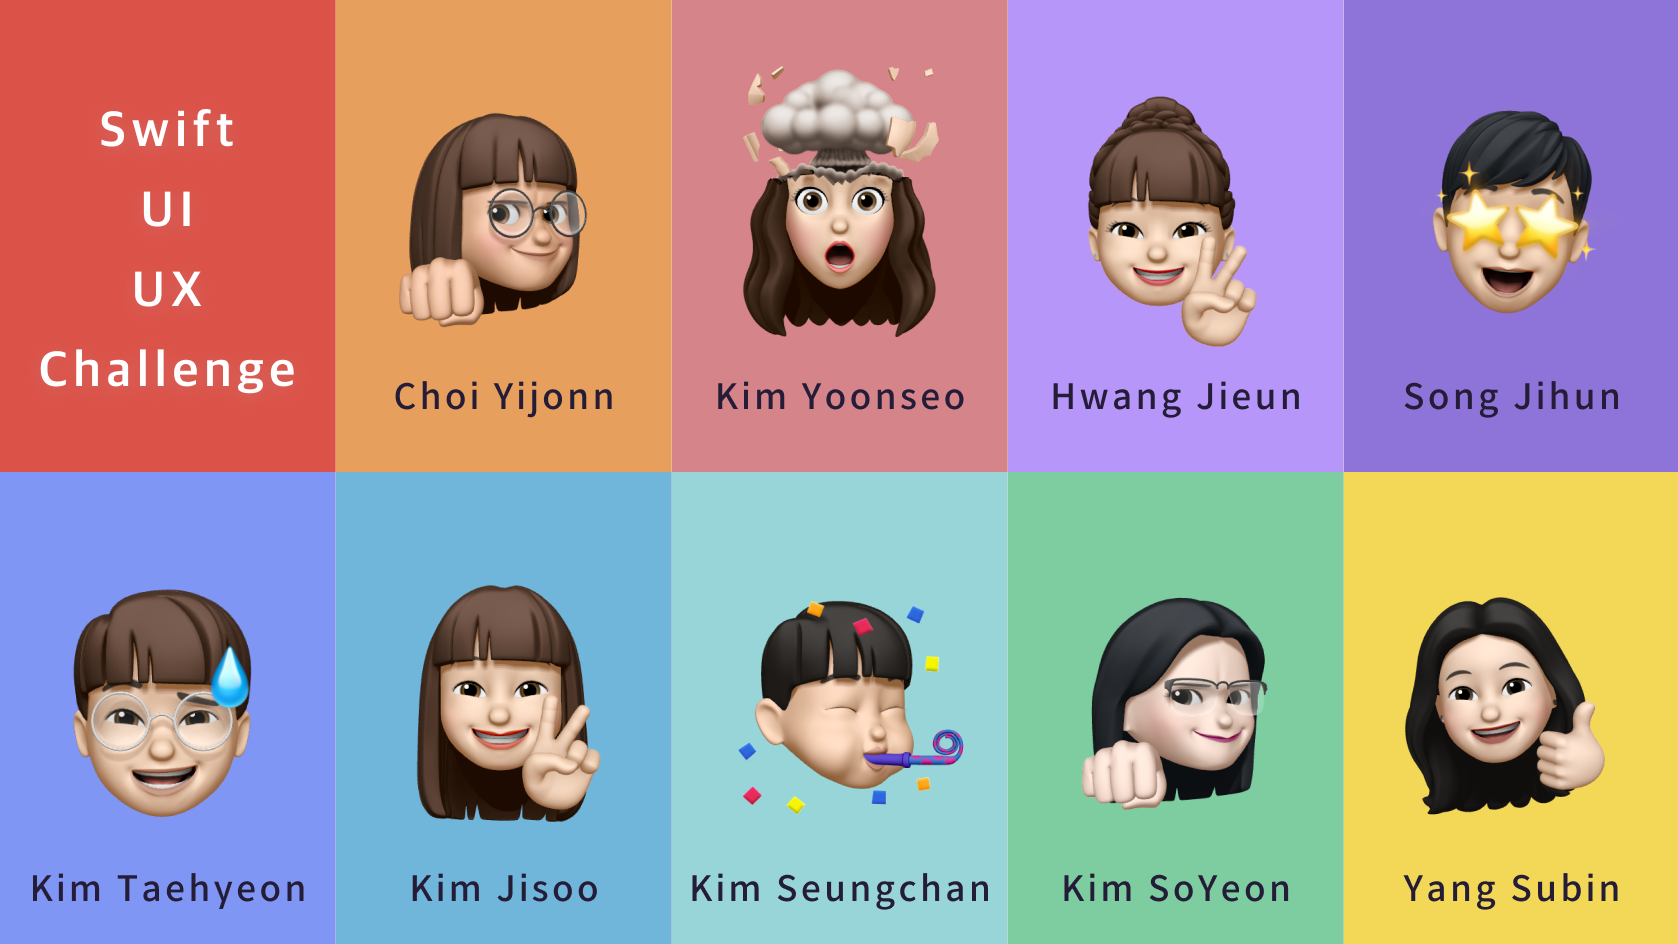 Swift
UI
UX
Challenge
Choi Yijonn
Kim Yoonseo
Hwang Jieun
Song Jihun
Kim Taehyeon
Kim Jisoo
Kim Seungchan
Kim SoYeon
Yang Subin